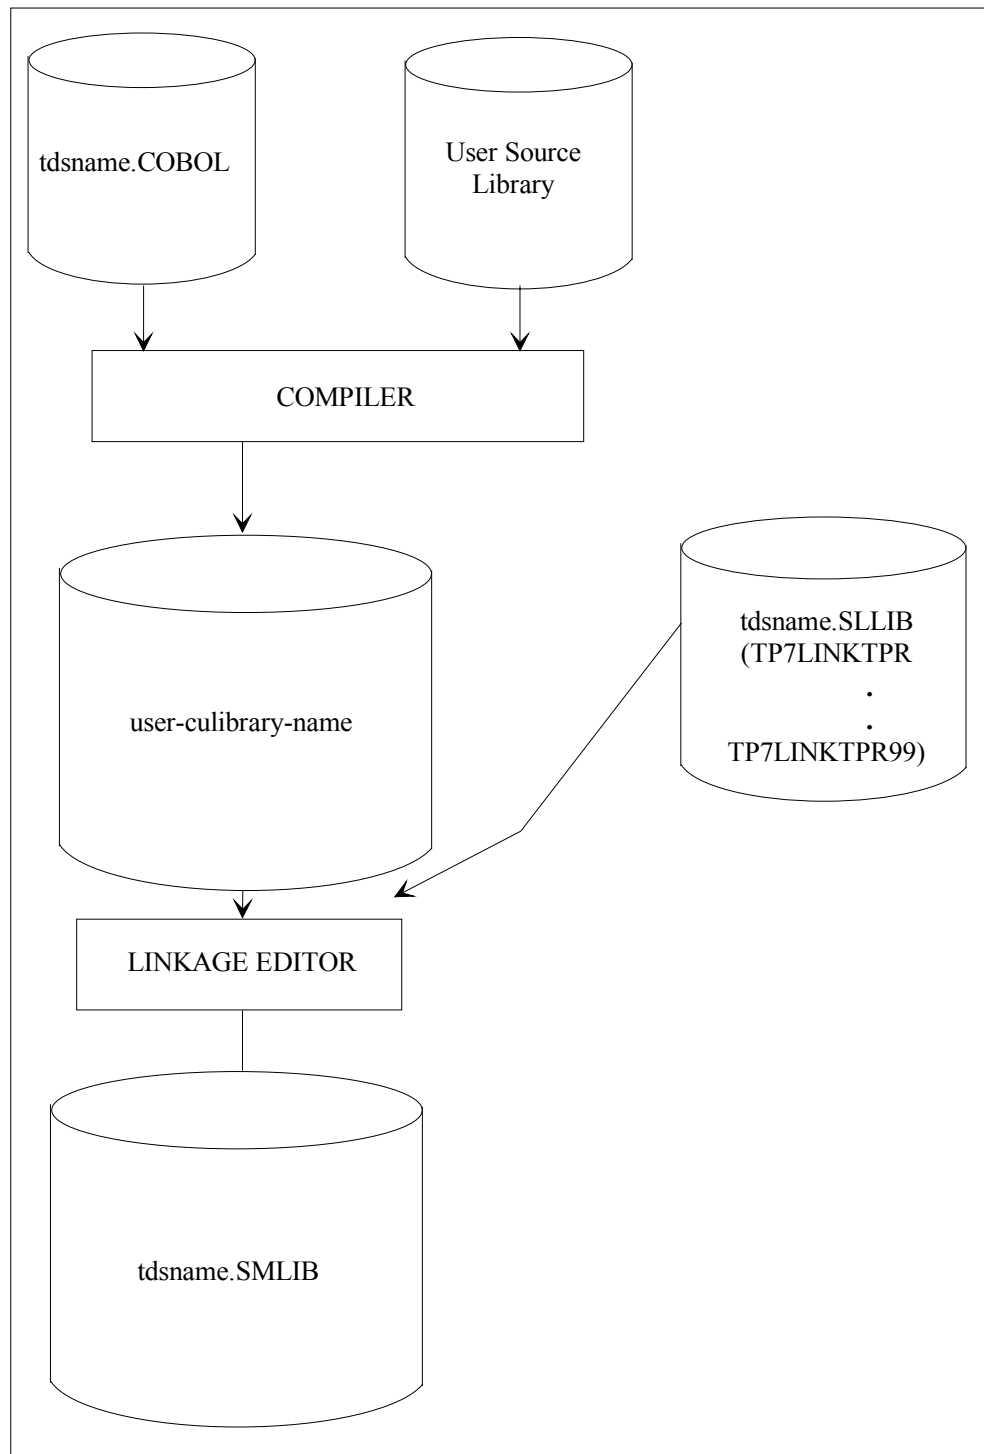 tdsname.COBOL
User Source
Library
COMPILER
user-culibrary-name
tdsname.SLLIB
(TP7LINKTPR
.
.
TP7LINKTPR99)
LINKAGE EDITOR
tdsname.SMLIB